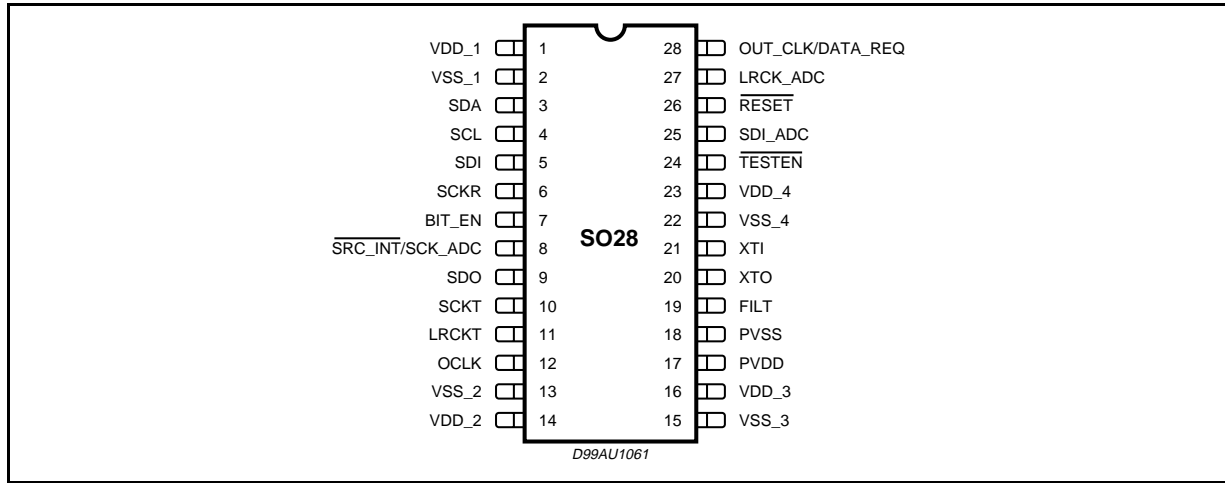 VDD_1 1 28 OUT_CLK/DATA_REQ
VSS_1 2 27 LRCK_ADC
SDA 3 26 RESET
SCL 4 25 SDI_ADC
SDI 5 24 TESTEN
SCKR 6 23 VDD_4
BIT_EN 7 22 VSS_4
SO28
SRC_INT/SCK_ADC 8 21 XTI
SDO 9 20 XTO
SCKT 10 19 FILT
LRCKT 11 18 PVSS
OCLK 12 17 PVDD
VSS_2 13 16 VDD_3
VDD_2 14 15 VSS_3
D99AU1061